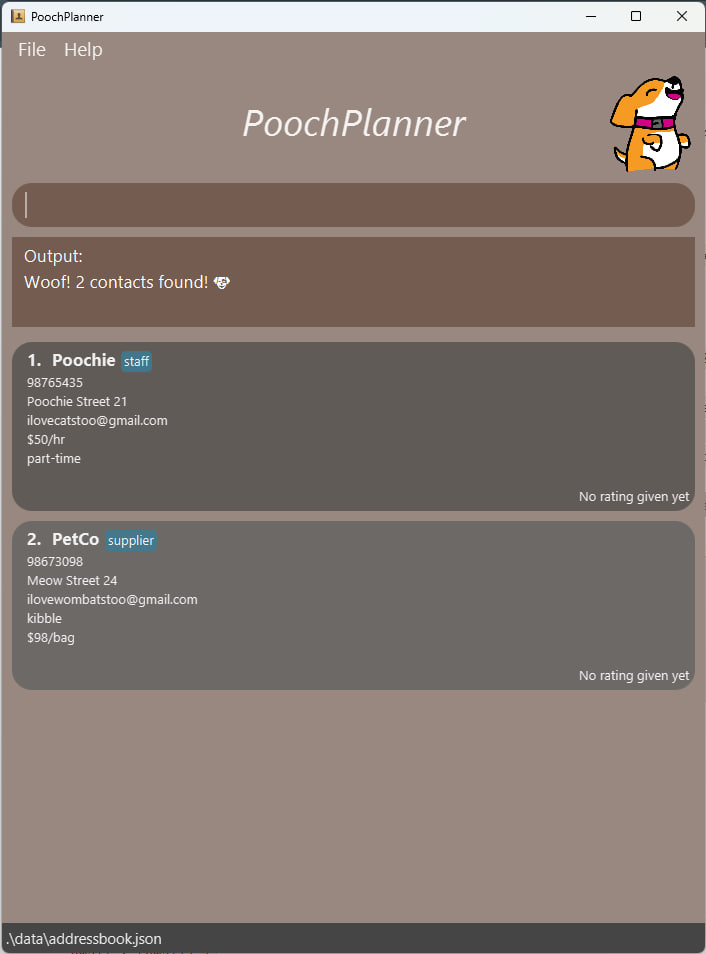 PoochPlanner
File Help
PoochPlanner
Output:
Woof! 2 contacts found!
1. Poochie staff
98765435
Poochie Street 21
ilovecatstoo@gmail.com
$50/hr
part-time
No rating given yet
2. PetCo supplier
98673098
Meow Street 24
ilovewombatstoo@gmail.com
kibble
$98/bag
No rating given yet
.\data\addressbook.json